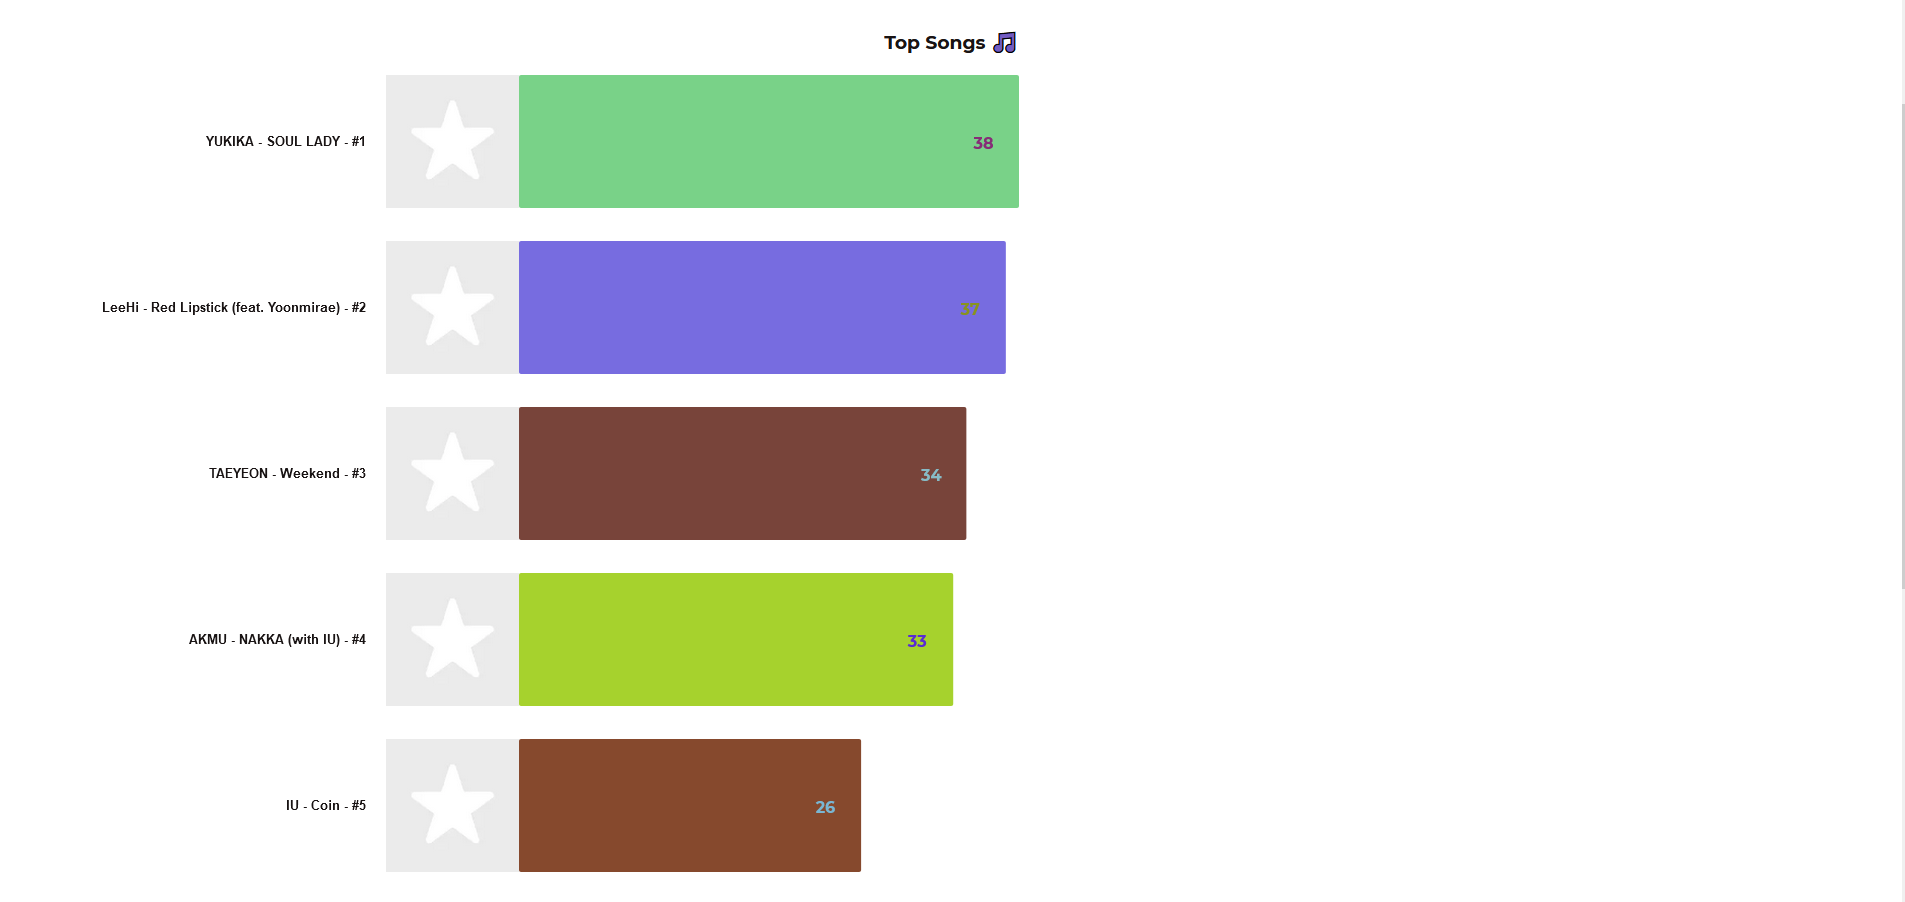 Top Songs
YUKIKA - SOUL LADY - #1
38
LeeHi - Red Lipstick (feat. Yoonmirae) - #2
37
TAEYEON - Weekend - #3
34
AKMU - NAKKA (with IU) - #4
33
IU - Coin - #5
26